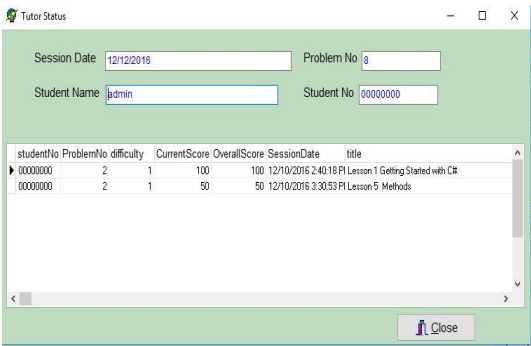 Tutor Status
Session Date 12/12/2016 Problem No 8
Student Name admin Student No 00000000
studentNo ProblemNo difficulty CurrentScore OverallScore SessionDate title
00000000 2 1 100 100 12/10/2016 2:40:18 PI Lesson 1 Getting Started with C#
00000000 2 1 50 50 12/10/2016 3:30:53 PI Lesson 5 Methods
Close